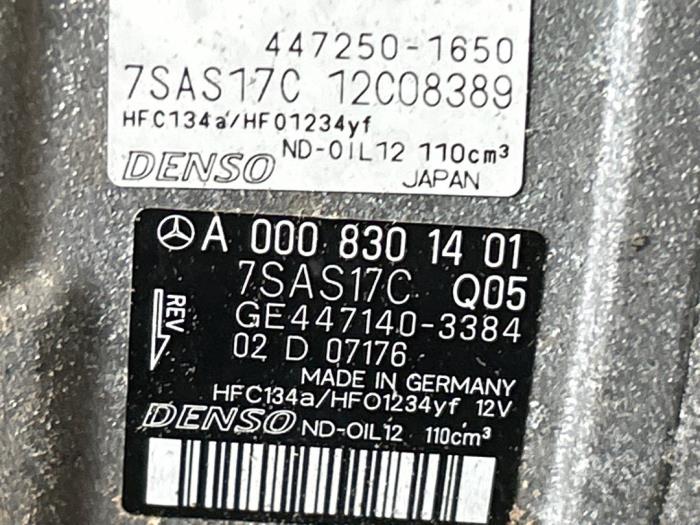 447250-1650
7SAS17C 12C08389
HFC134a/HFO1234yf
ND-OIL12 110cm³
DENSO
JAPAN
A 000 830 14 01
7SAS17C Q05
REV
GE447140-3384
02 D 07176
MADE IN GERMANY
HFC134a/HFO1234yf 12V
DENSO ND-OIL12 110cm³